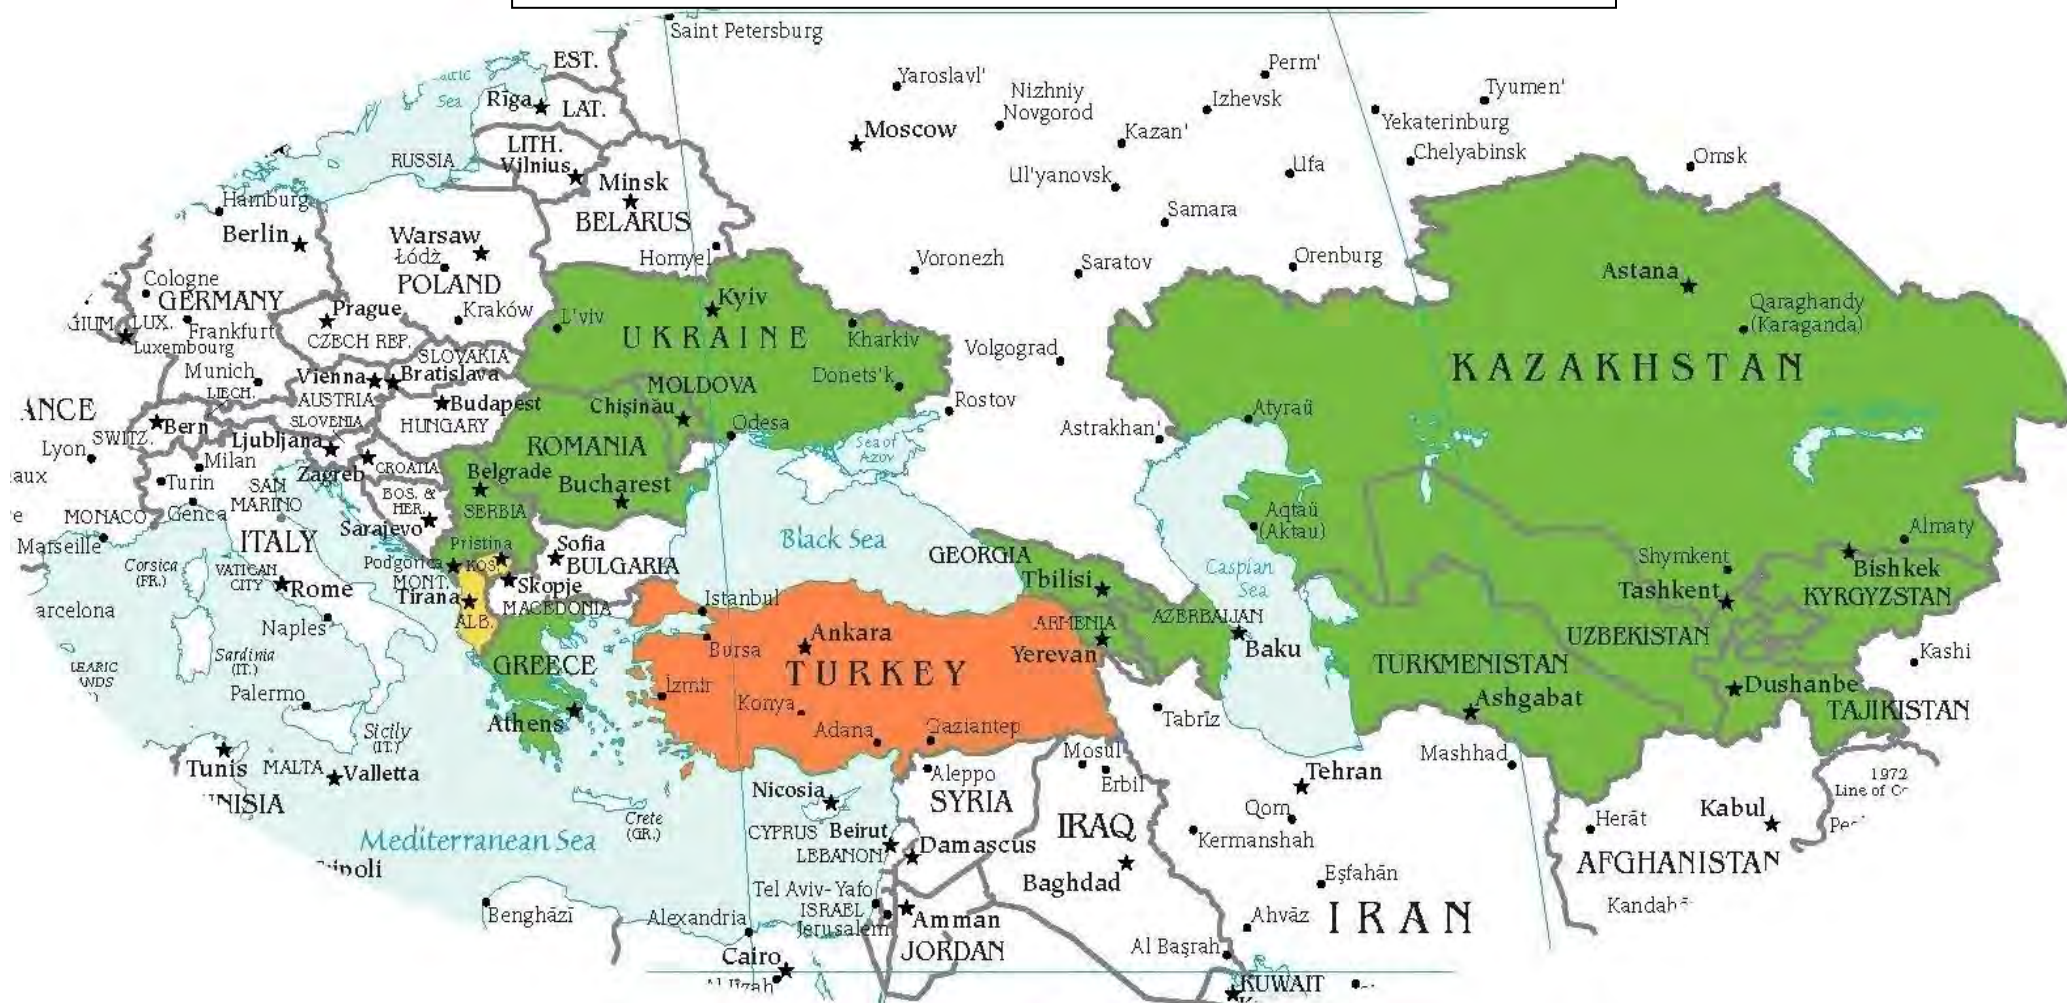 Saint Petersburg
EST.
Perm'
Yaroslavl'
Tyumen'
Nizhniy
Novgorod
Izhevsk
Sea
Rīga
LAT.
Moscow
Kazan'
Yekaterinburg
Chelyabinsk
Omsk
LITH.
Vilnius
RUSSIA
Ul'yanovsk
Ufa
Minsk
BELARUS
Samara
Hamburg
Berlin
Warsaw
Łódź
POLAND
Homyel
Voronezh
Saratov
Orenburg
Astana
Cologne
GERMANY
Kyiv
Qaraghandy
(Karaganda)
Prague
Kraków
L'viv
UKRAINE
Kharkiv
GIUM
LUX.
Frankfurt
Luxembourg
CZECH REP.
SLOVAKIA
Volgograd
KAZAKHSTAN
Munich
LIECH.
Vienna
Bratislava
AUSTRIA
MOLDOVA
Donets'k
Chişinău
Rostov
Atyraū
ANCE
Bern
SWITZ.
SLOVENIA
Budapest
HUNGARY
Odesa
Astrakhan'
Lyon
Ljubljana
Milan
Zagreb
CROATIA
ROMANIA
Sea of
Azov
aux
Turin
SAN
MARINO
BOS. &
HER.
Belgrade
Bucharest
SERBIA
Aqtaū
(Aktau)
e
MONACO
Genca
Sarajevo
Almaty
Marseille
ITALY
Pristina
Sofia
BULGARIA
Black Sea
GEORGIA
Shymkent
Corsica
(FR.)
VATICAN
CITY
Rome
Podgorica
MONT.
KOS.
Skopje
Tbilisi
Caspian
Sea
Tashkent
Bishkek
KYRGYZSTAN
arcelona
Naples
Tirana
MACEDONIA
Istanbul
ALB.
Ankara
ARMENIA
AZERBAIJAN
UZBEKISTAN
Sardinia
(IT.)
GREECE
Bursa
TURKEY
Yerevan
Baku
TURKMENISTAN
Kashi
Palermo
İzmir
Konya
Ashgabat
Dushanbe
TAJIKISTAN
Sicily
(IT.)
Athens
Adana
Gaziantep
Tabrīz
Tunis
MALTA
Valletta
Mosul
Erbil
Mashhad
Aleppo
SYRIA
Tehran
1972
Nicosia
Crete
(GR.)
CYPRUS
Beirut
LEBANON
IRAQ
Qom
Kermanshah
Herāt
Kabul
Mediterranean Sea
Damascus
Baghdad
Eşfahān
AFGHANISTAN
Tel Aviv-Yafo
ISRAEL
Jerusalem
Amman
JORDAN
Benghāzī
Alexandria
Al Başrah
Ahvāz
IRAN
Cairo
KUWAIT